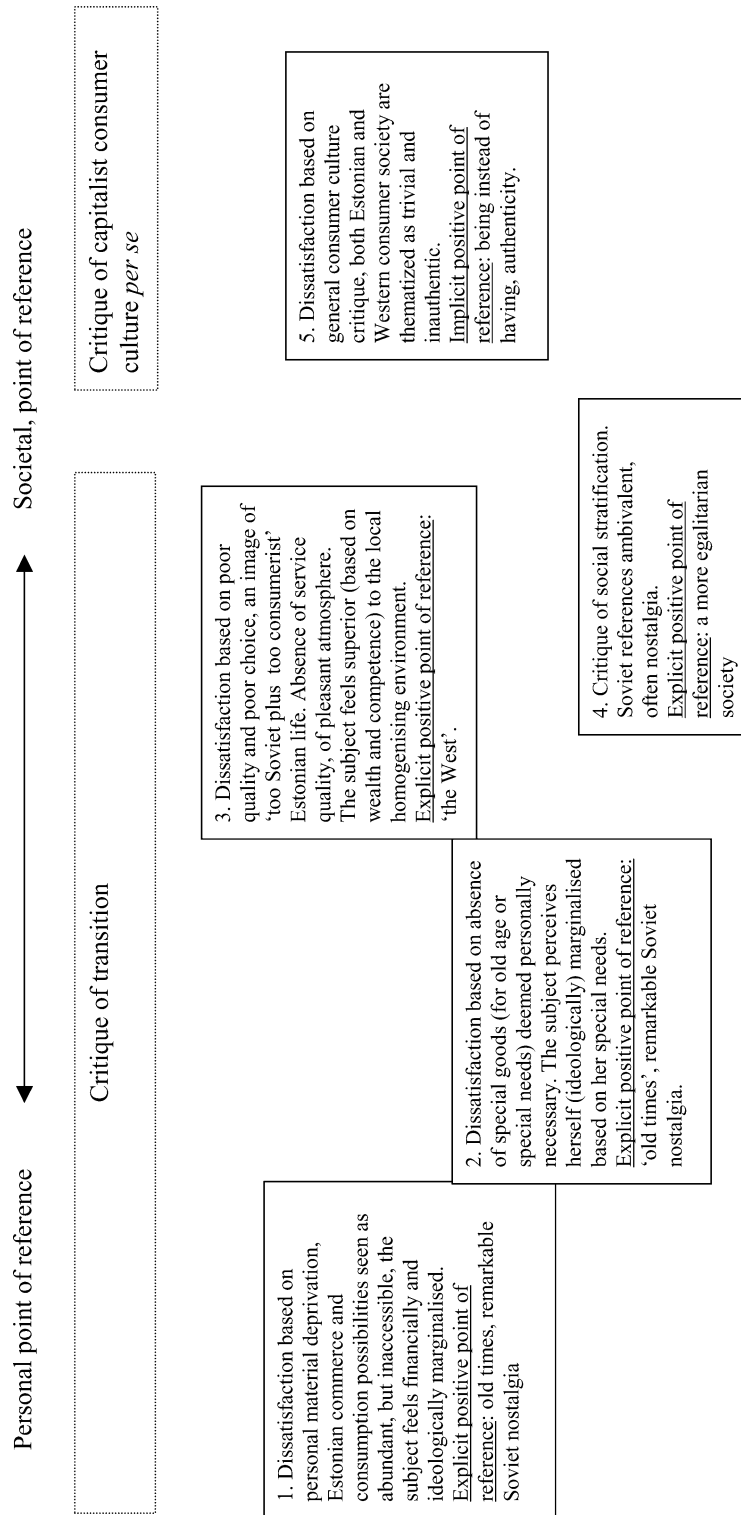 Personal point of reference
Societal, point of reference
Critique of transition
Critique of capitalist consumer
culture per se
1. Dissatisfaction based on
personal material deprivation,
Estonian commerce and
consumption possibilities seen as
abundant, but inaccessible, the
subject feels financially and
ideologically marginalised.
Explicit positive point of
reference: old times, remarkable
Soviet nostalgia
2. Dissatisfaction based on absence
of special goods (for old age or
special needs) deemed personally
necessary. The subject perceives
herself (ideologically) marginalised
based on her special needs.
Explicit positive point of reference:
‘old times’, remarkable Soviet
nostalgia.
3. Dissatisfaction based on poor
quality and poor choice, an image of
‘too Soviet plus too consumerist’
Estonian life. Absence of service
quality, of pleasant atmosphere.
The subject feels superior (based on
wealth and competence) to the local
homogenising environment.
Explicit positive point of reference:
‘the West’.
4. Critique of social stratification.
Soviet references ambivalent,
often nostalgia.
Explicit positive point of
reference: a more egalitarian
society
5. Dissatisfaction based on
general consumer culture
critique, both Estonian and
Western consumer society are
thematized as trivial and
inauthentic.
Implicit positive point of
reference: being instead of
having, authenticity.